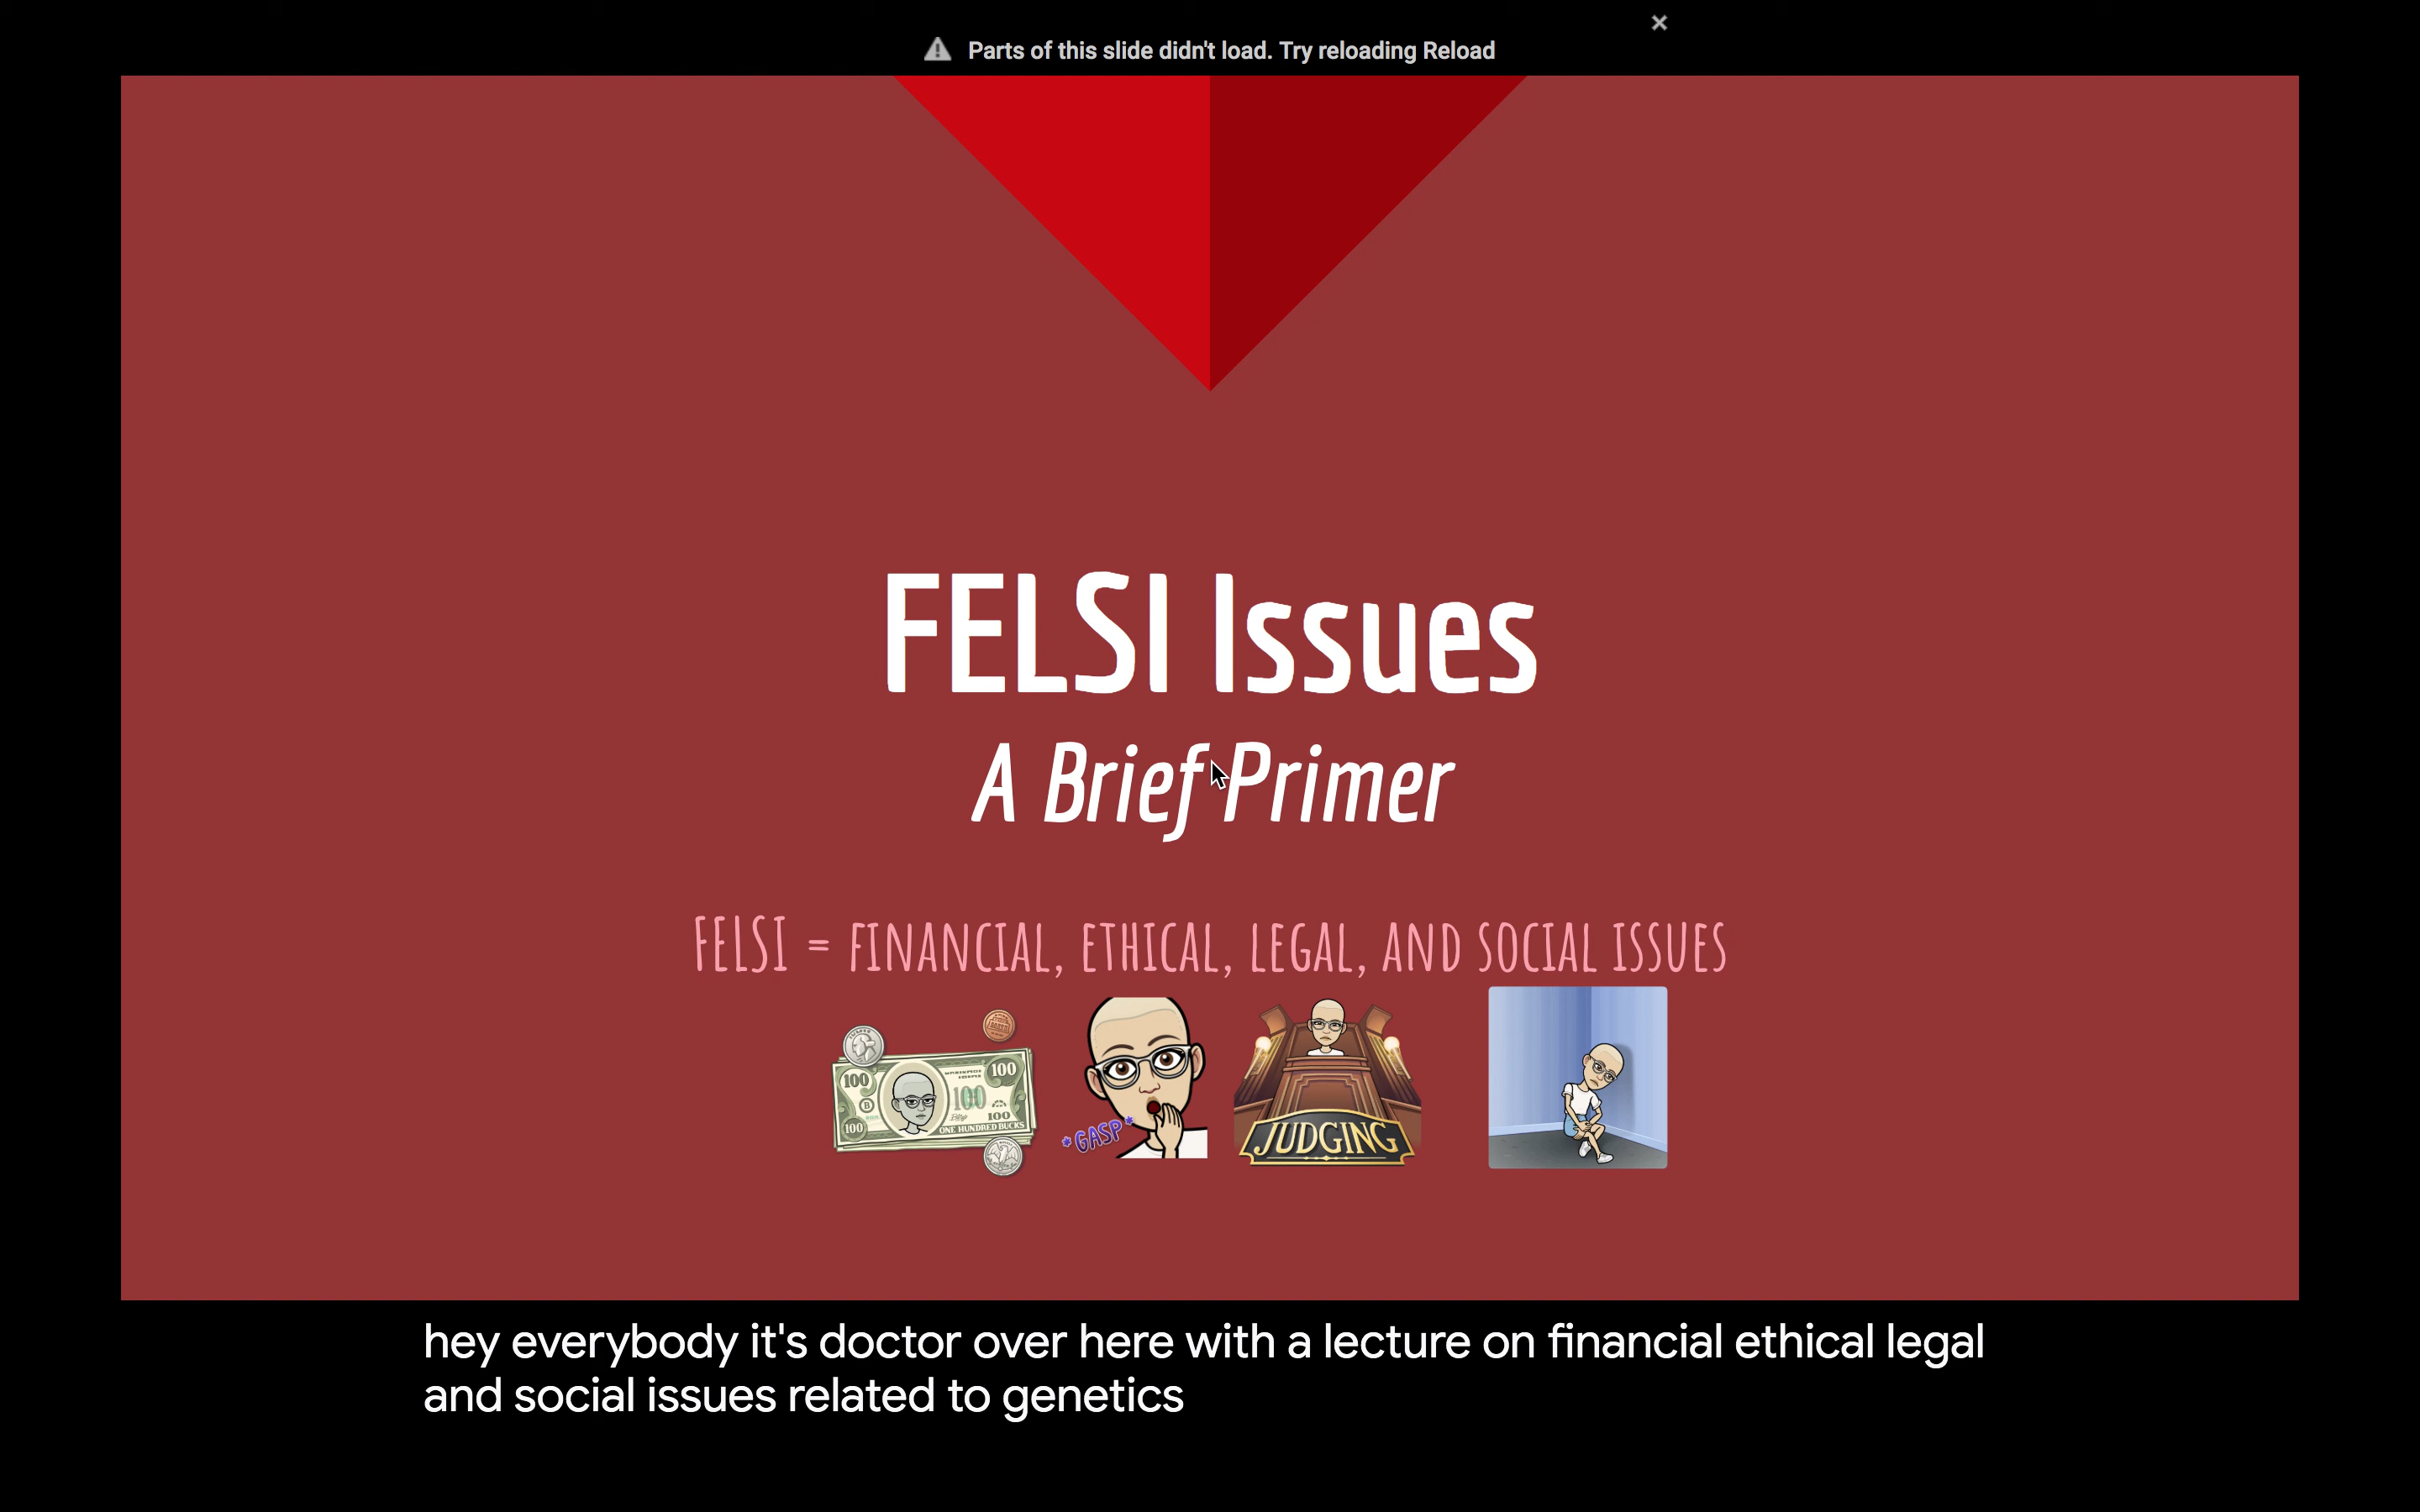 Parts of this slide didn't load. Try reloading Reload
FELSI Issues
A Brief Primer
FELSI = FINANCIAL, ETHICAL, LEGAL, AND SOCIAL ISSUES
100
100
100
100
100
B
ONE HUNDRED BUCKS
*GASP*
JUDGING
hey everybody it's doctor over here with a lecture on financial ethical legal
and social issues related to genetics